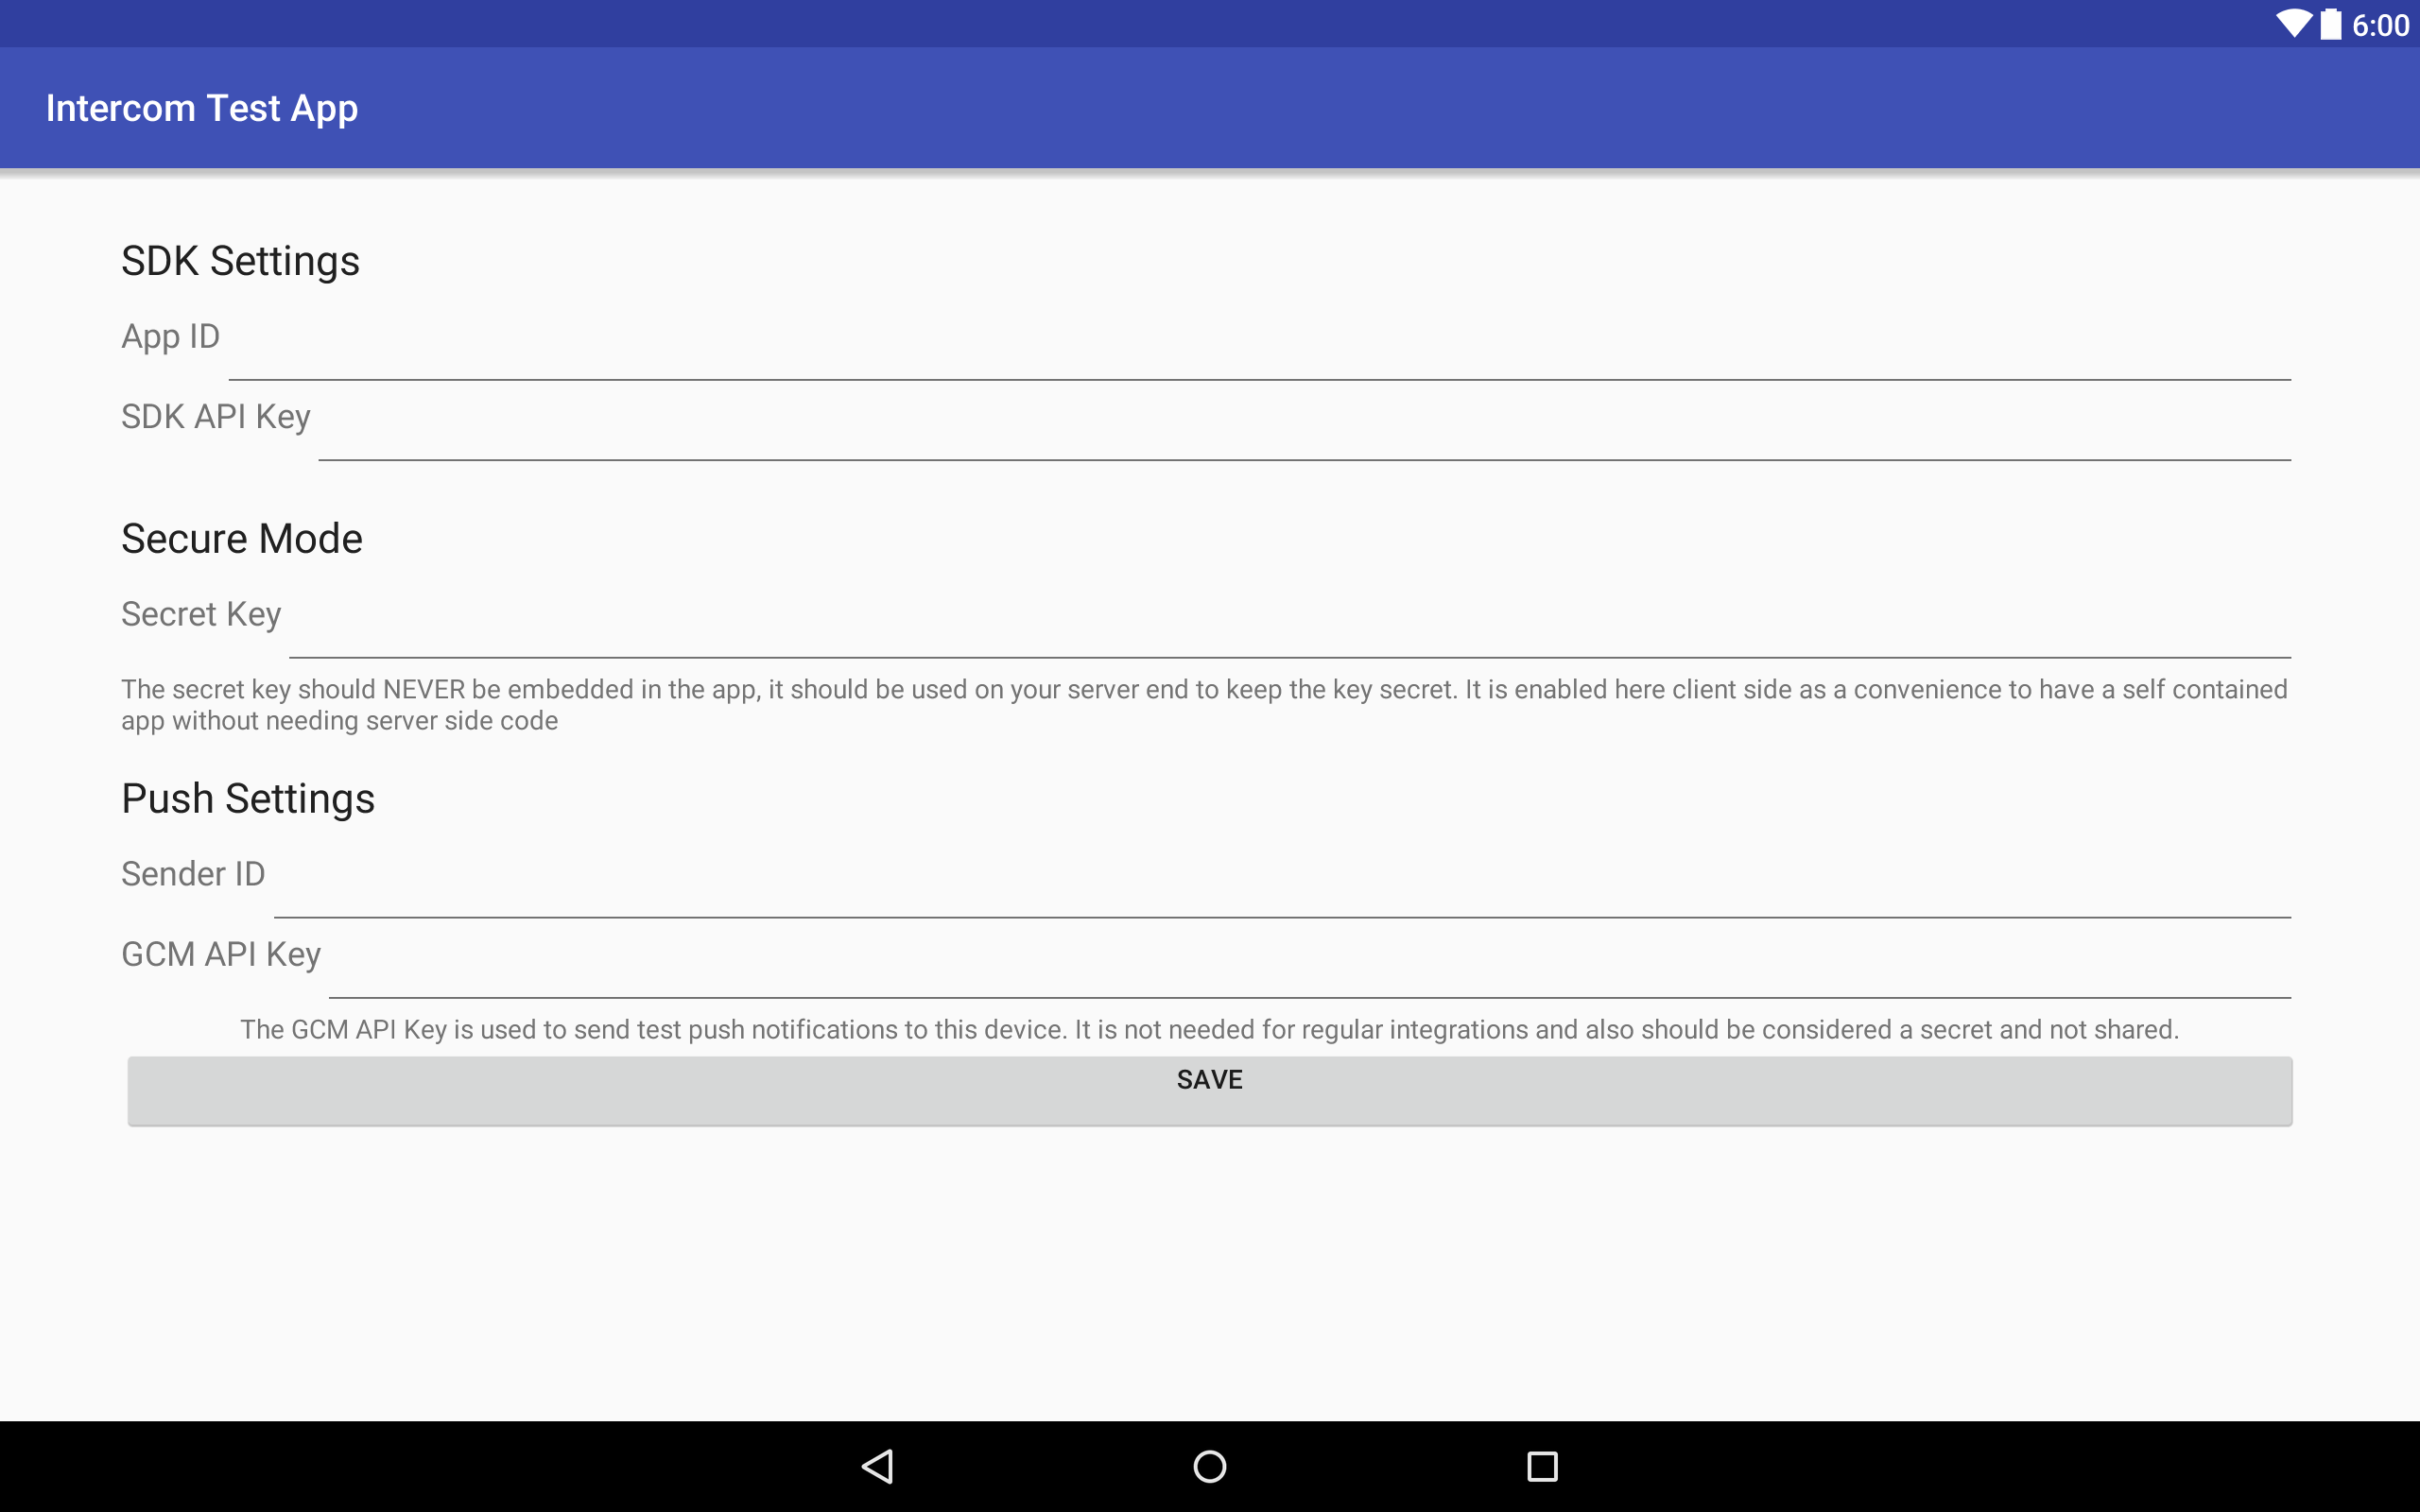 6:00
Intercom Test App
SDK Settings
App ID
SDK API Key
Secure Mode
Secret Key
The secret key should NEVER be embedded in the app, it should be used on your server end to keep the key secret. It is enabled here client side as a convenience to have a self contained
app without needing server side code
Push Settings
Sender ID
GCM API Key
The GCM API Key is used to send test push notifications to this device. It is not needed for regular integrations and also should be considered a secret and not shared.
SAVE